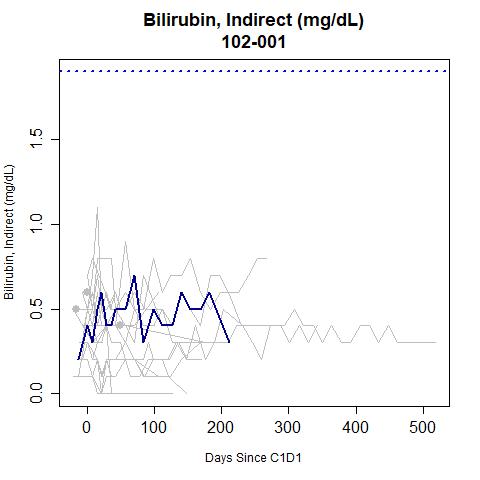 Bilirubin, Indirect (mg/dL)
102-001
Bilirubin, Indirect (mg/dL)
1.5
1.0
0.5
0.0
0 100 200 300 400 500
Days Since C1D1